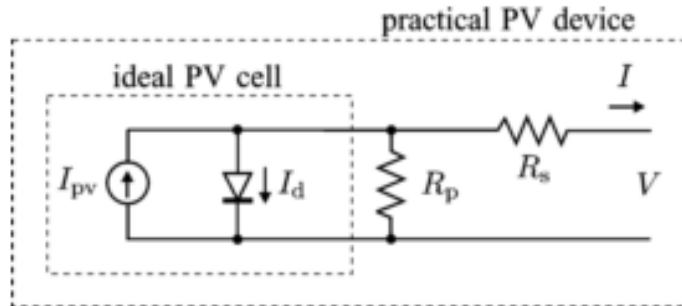 practical PV device
ideal PV cell
I
I_pv
I_d
R_p
R_s
V